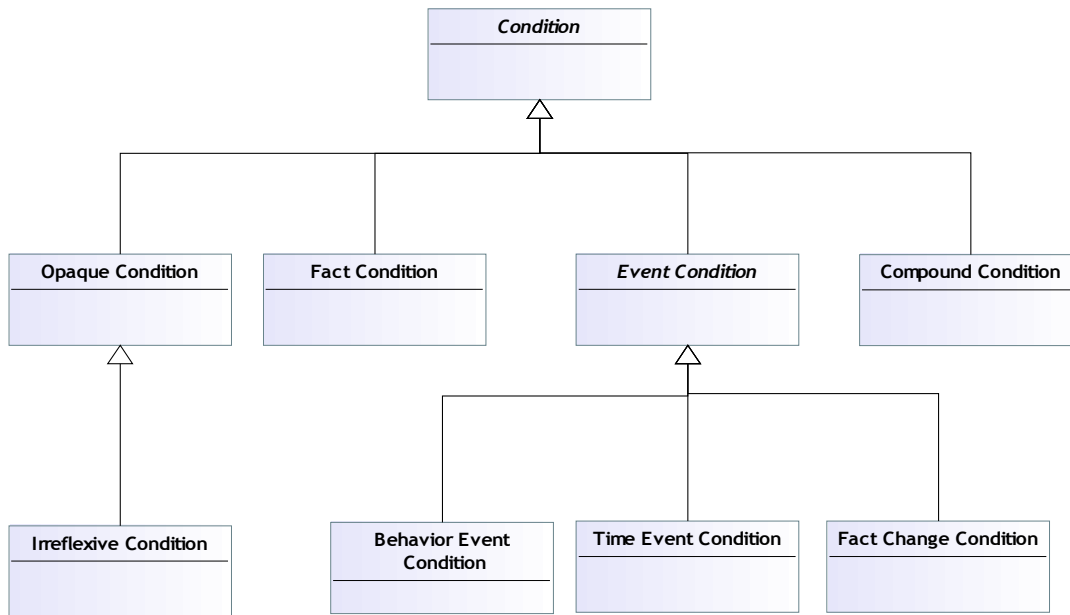 Condition
Opaque Condition
Fact Condition
Event Condition
Compound Condition
Irreflexive Condition
Behavior Event
Condition
Time Event Condition
Fact Change Condition